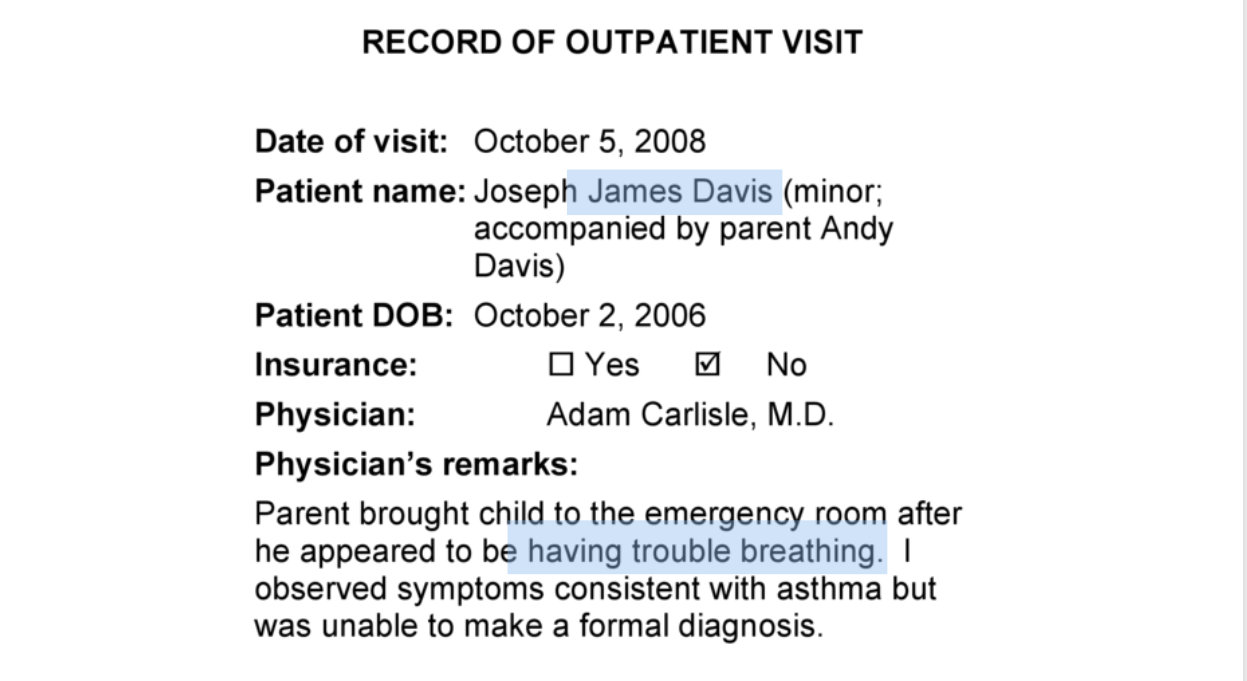 RECORD OF OUTPATIENT VISIT
Date of visit: October 5, 2008
Patient name: Joseph James Davis (minor;
accompanied by parent Andy
Davis)
Patient DOB: October 2, 2006
Insurance: ☐ Yes ☑ No
Physician: Adam Carlisle, M.D.
Physician’s remarks:
Parent brought child to the emergency room after
he appeared to be having trouble breathing. I
observed symptoms consistent with asthma but
was unable to make a formal diagnosis.